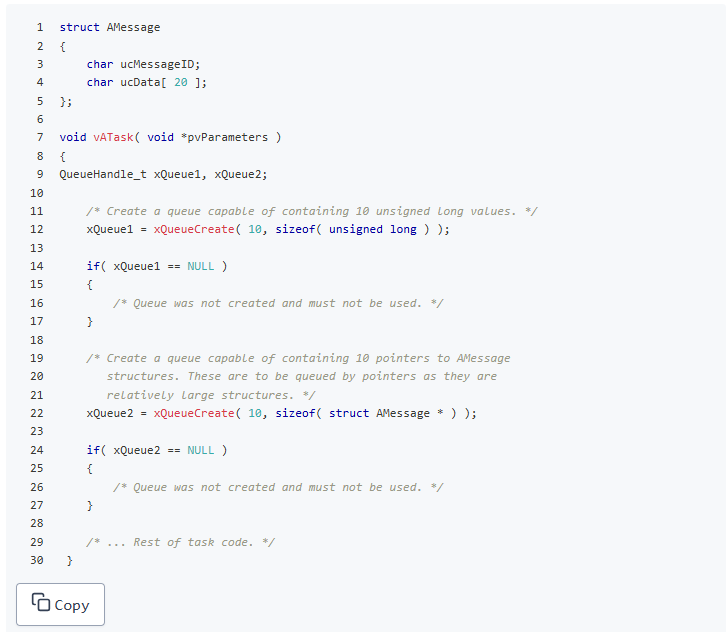 1 struct AMessage
2 {
3     char ucMessageID;
4     char ucData[ 20 ];
5 };
6
7 void vATask( void *pvParameters )
8 {
9 QueueHandle_t xQueue1, xQueue2;
10
11     /* Create a queue capable of containing 10 unsigned long values. */
12     xQueue1 = xQueueCreate( 10, sizeof( unsigned long ) );
13
14     if( xQueue1 == NULL )
15     {
16         /* Queue was not created and must not be used. */
17     }
18
19     /* Create a queue capable of containing 10 pointers to AMessage
20        structures. These are to be queued by pointers as they are
21        relatively large structures. */
22     xQueue2 = xQueueCreate( 10, sizeof( struct AMessage * ) );
23
24     if( xQueue2 == NULL )
25     {
26         /* Queue was not created and must not be used. */
27     }
28
29     /* ... Rest of task code. */
30  }
Copy